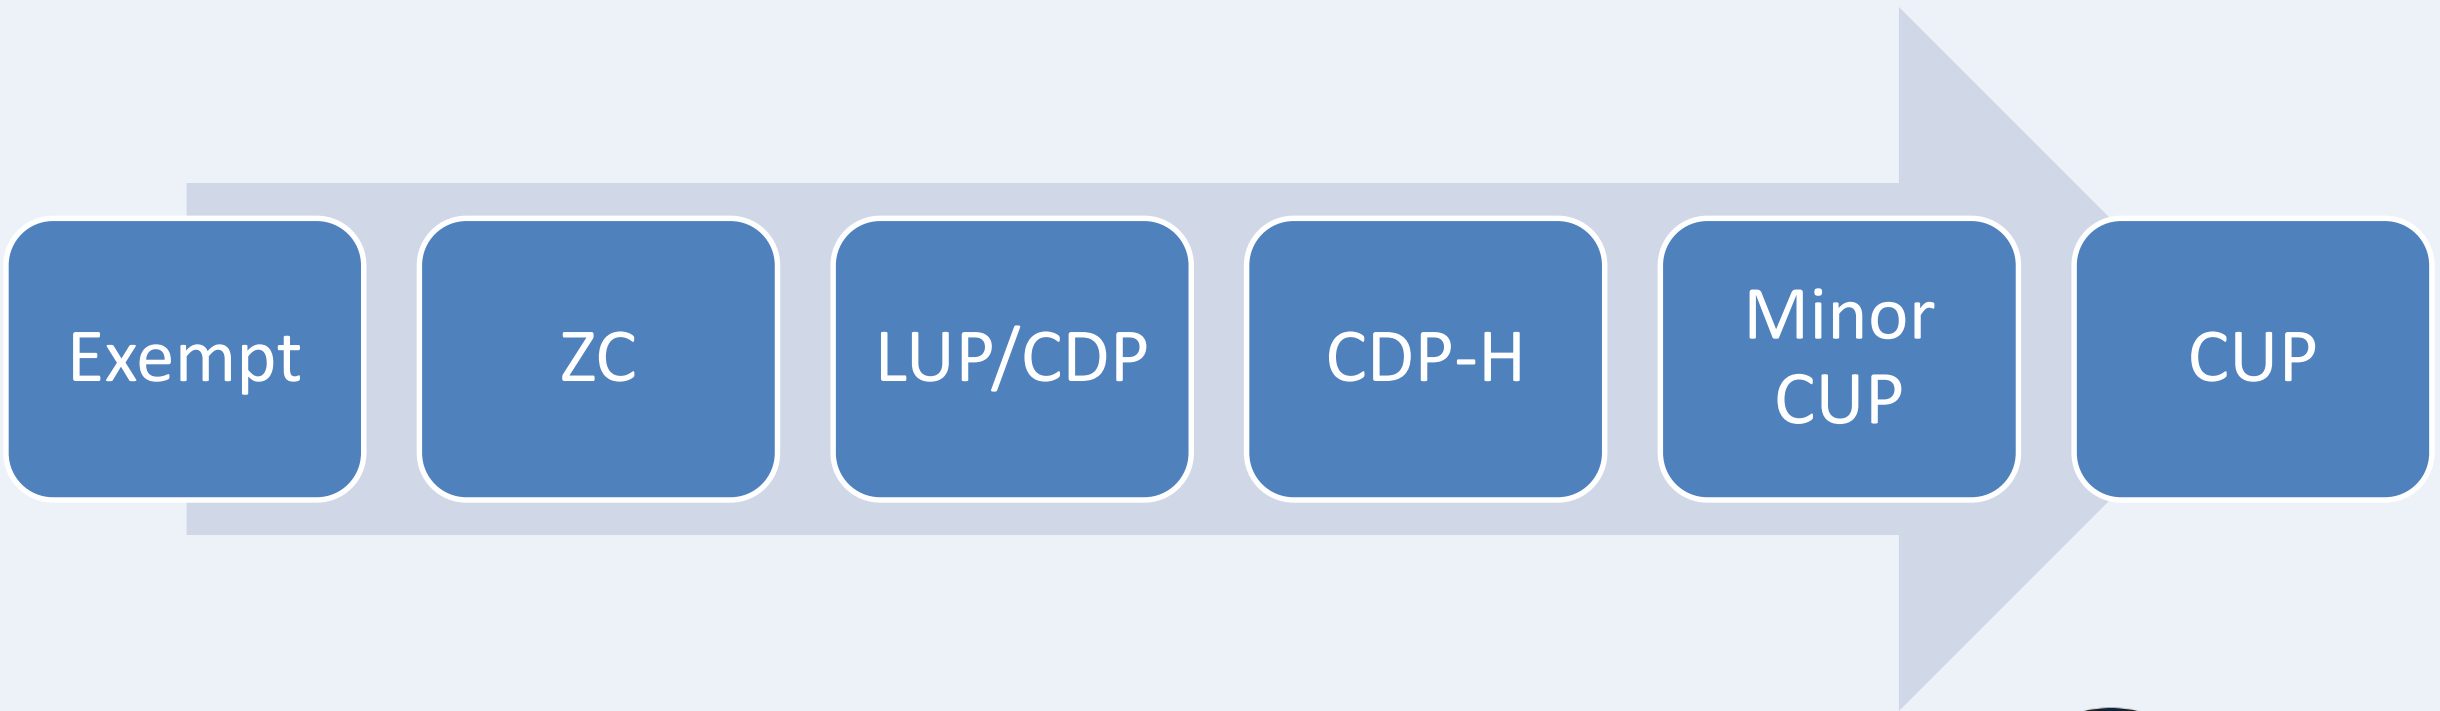 Exempt
ZC
LUP/CDP
CDP-H
Minor
CUP
CUP